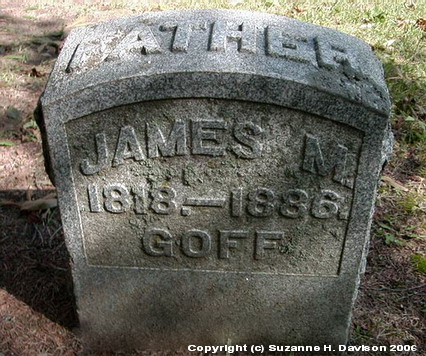 FATHER
JAMES M.
1818.—1886.
GOFF
Copyright (c) Suzanne H. Davison 2006